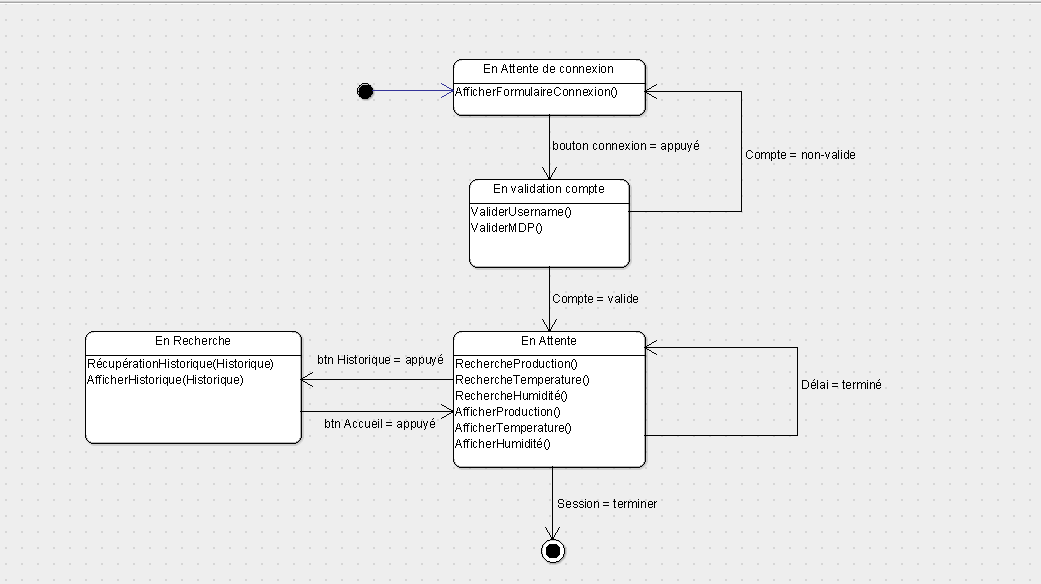 En Attente de connexion
AfficherFormulaireConnexion()
bouton connexion = appuyé
Compte = non-valide
En validation compte
ValiderUsername()
ValiderMDP()
Compte = valide
En Recherche
RécupérationHistorique(Historique)
AfficherHistorique(Historique)
btn Historique = appuyé
btn Accueil = appuyé
En Attente
RechercheProduction()
RechercheTemperature()
RechercheHumidité()
AfficherProduction()
AfficherTemperature()
AfficherHumidité()
Délai = terminé
Session = terminer